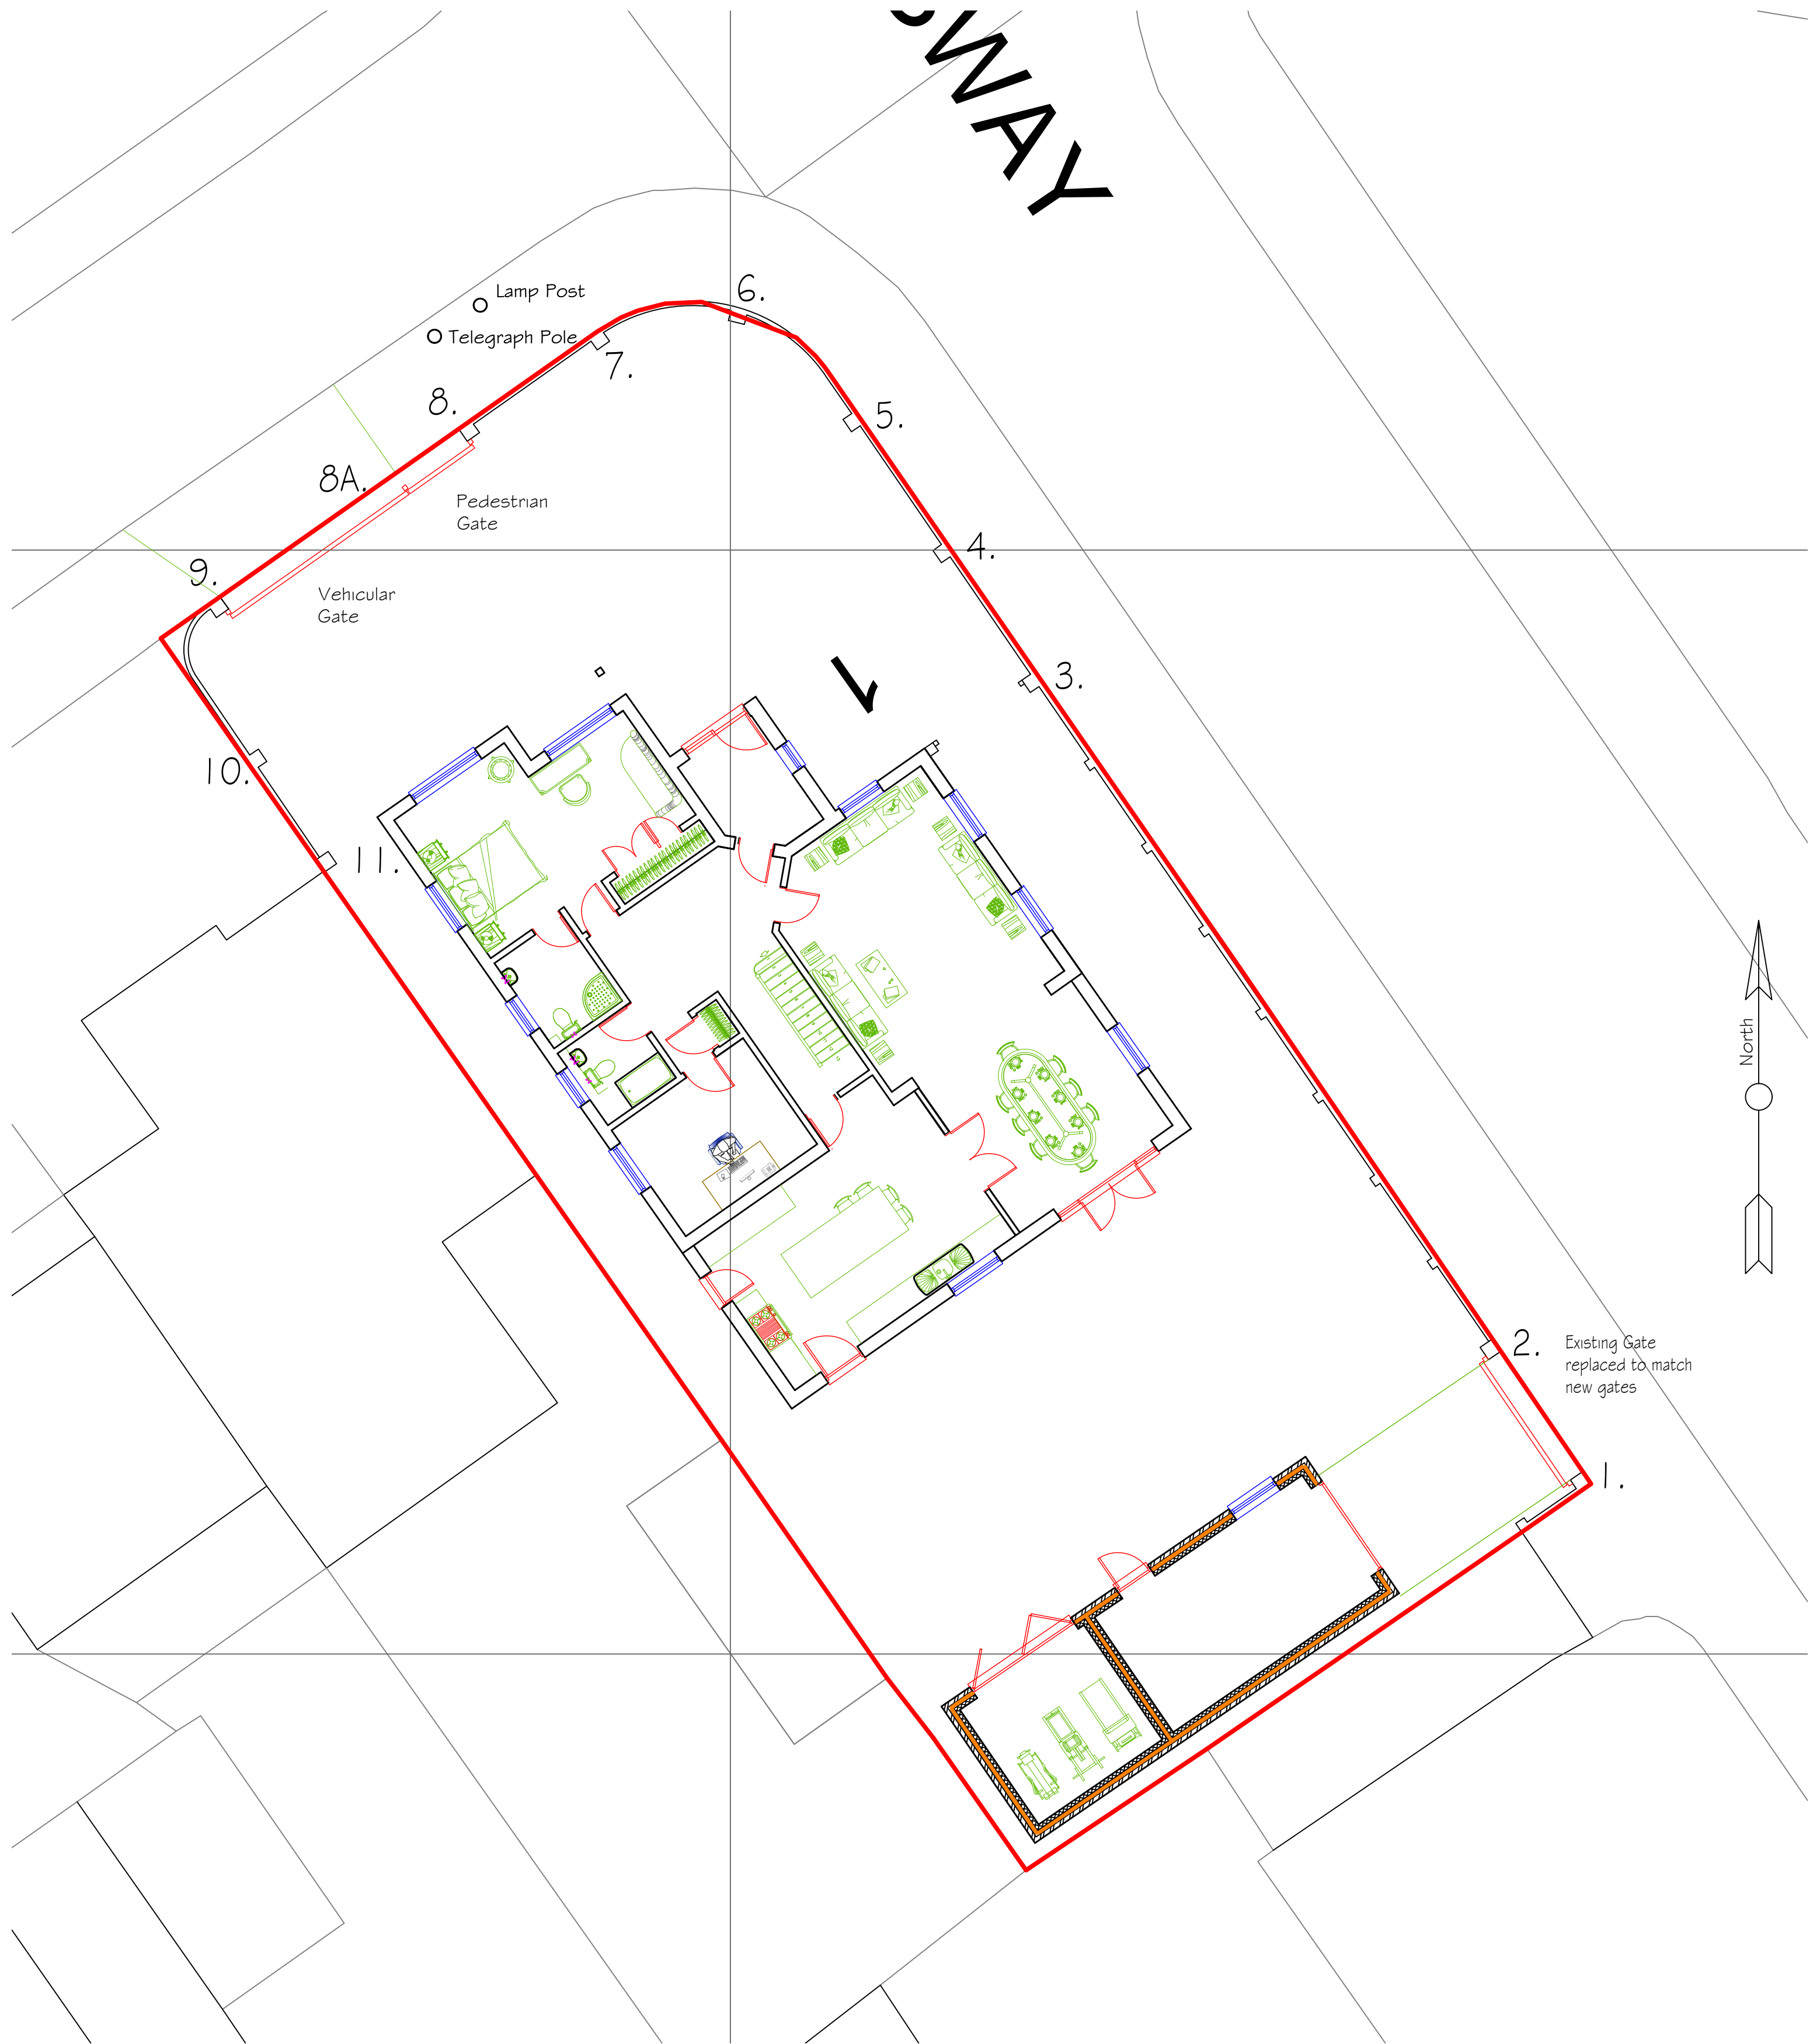 WAY
6.
Lamp Post
Telegraph Pole
7.
8.
5.
8A.
Pedestrian
Gate
4.
9.
Vehicular
Gate
3.
1
10.
11.
North
2.
Existing Gate
replaced to match
new gates
1.